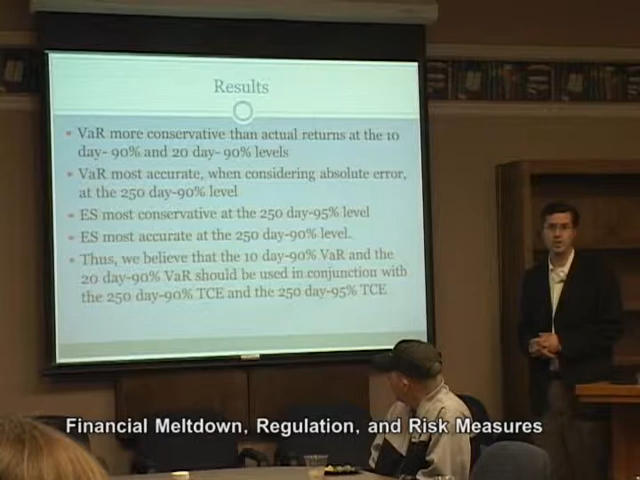 Results
VaR more conservative than actual returns at the 10
day- 90% and 20 day- 90% levels
VaR most accurate, when considering absolute error,
at the 250 day-90% level
ES most conservative at the 250 day-95% level
ES most accurate at the 250 day-90% level.
Thus, we believe that the 10 day-90% VaR and the
20 day-90% VaR should be used in conjunction with
the 250 day-90% TCE and the 250 day-95% TCE
Financial Meltdown, Regulation, and Risk Measures